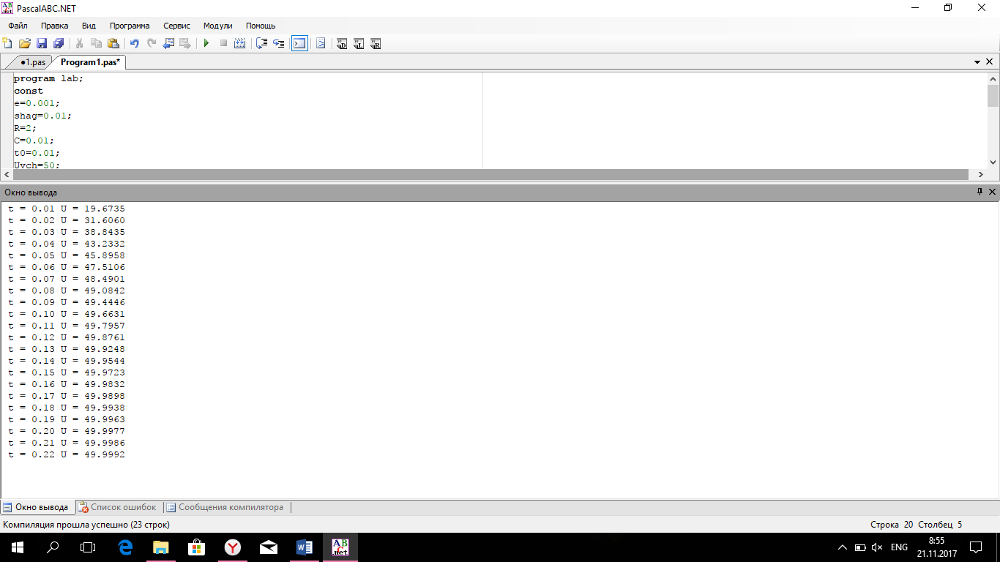 PascalABC.NET
Файл Правка Вид Программа Сервис Модули Помощь
●1.pas Program1.pas*
program lab;
const
e=0.001;
shag=0.01;
R=2;
C=0.01;
t0=0.01;
Uvch=50;
Окно вывода
t = 0.01 U = 19.6735
t = 0.02 U = 31.6060
t = 0.03 U = 38.8435
t = 0.04 U = 43.2332
t = 0.05 U = 45.8958
t = 0.06 U = 47.5106
t = 0.07 U = 48.4901
t = 0.08 U = 49.0842
t = 0.09 U = 49.4446
t = 0.10 U = 49.6631
t = 0.11 U = 49.7957
t = 0.12 U = 49.8761
t = 0.13 U = 49.9248
t = 0.14 U = 49.9544
t = 0.15 U = 49.9723
t = 0.16 U = 49.9832
t = 0.17 U = 49.9898
t = 0.18 U = 49.9938
t = 0.19 U = 49.9963
t = 0.20 U = 49.9977
t = 0.21 U = 49.9986
t = 0.22 U = 49.9992
Окно вывода Список ошибок Сообщения компилятора
Компиляция прошла успешно (23 строк) Строка 20 Столбец 5
ENG 8:55
21.11.2017